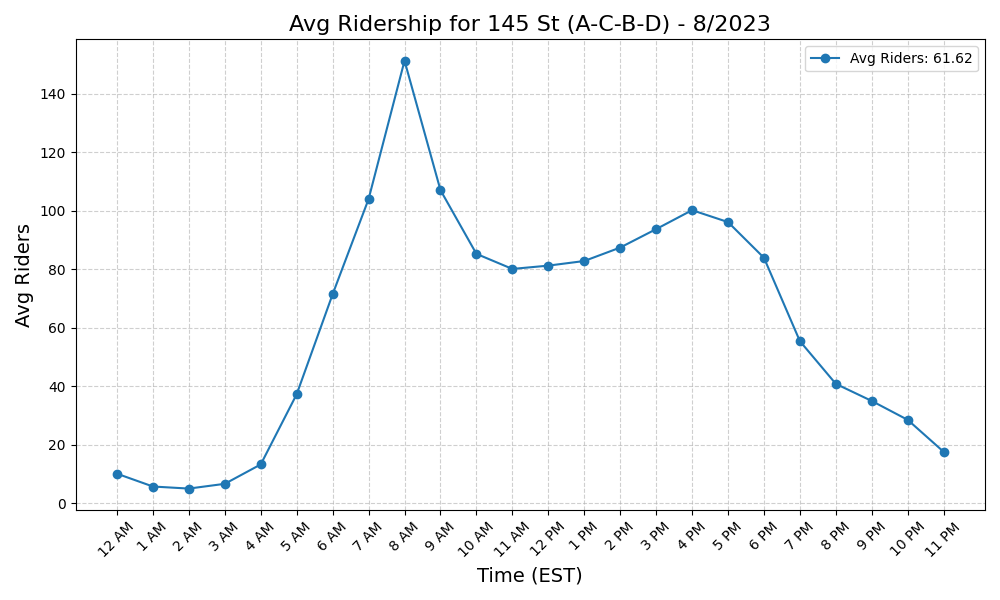 Avg Ridership for 145 St (A-C-B-D) - 8/2023
Avg Riders: 61.62
Avg Riders
140
120
100
80
60
40
20
0
12 AM
1 AM
2 AM
3 AM
4 AM
5 AM
6 AM
7 AM
8 AM
9 AM
10 AM
11 AM
12 PM
1 PM
2 PM
3 PM
4 PM
5 PM
6 PM
7 PM
8 PM
9 PM
10 PM
11 PM
Time (EST)